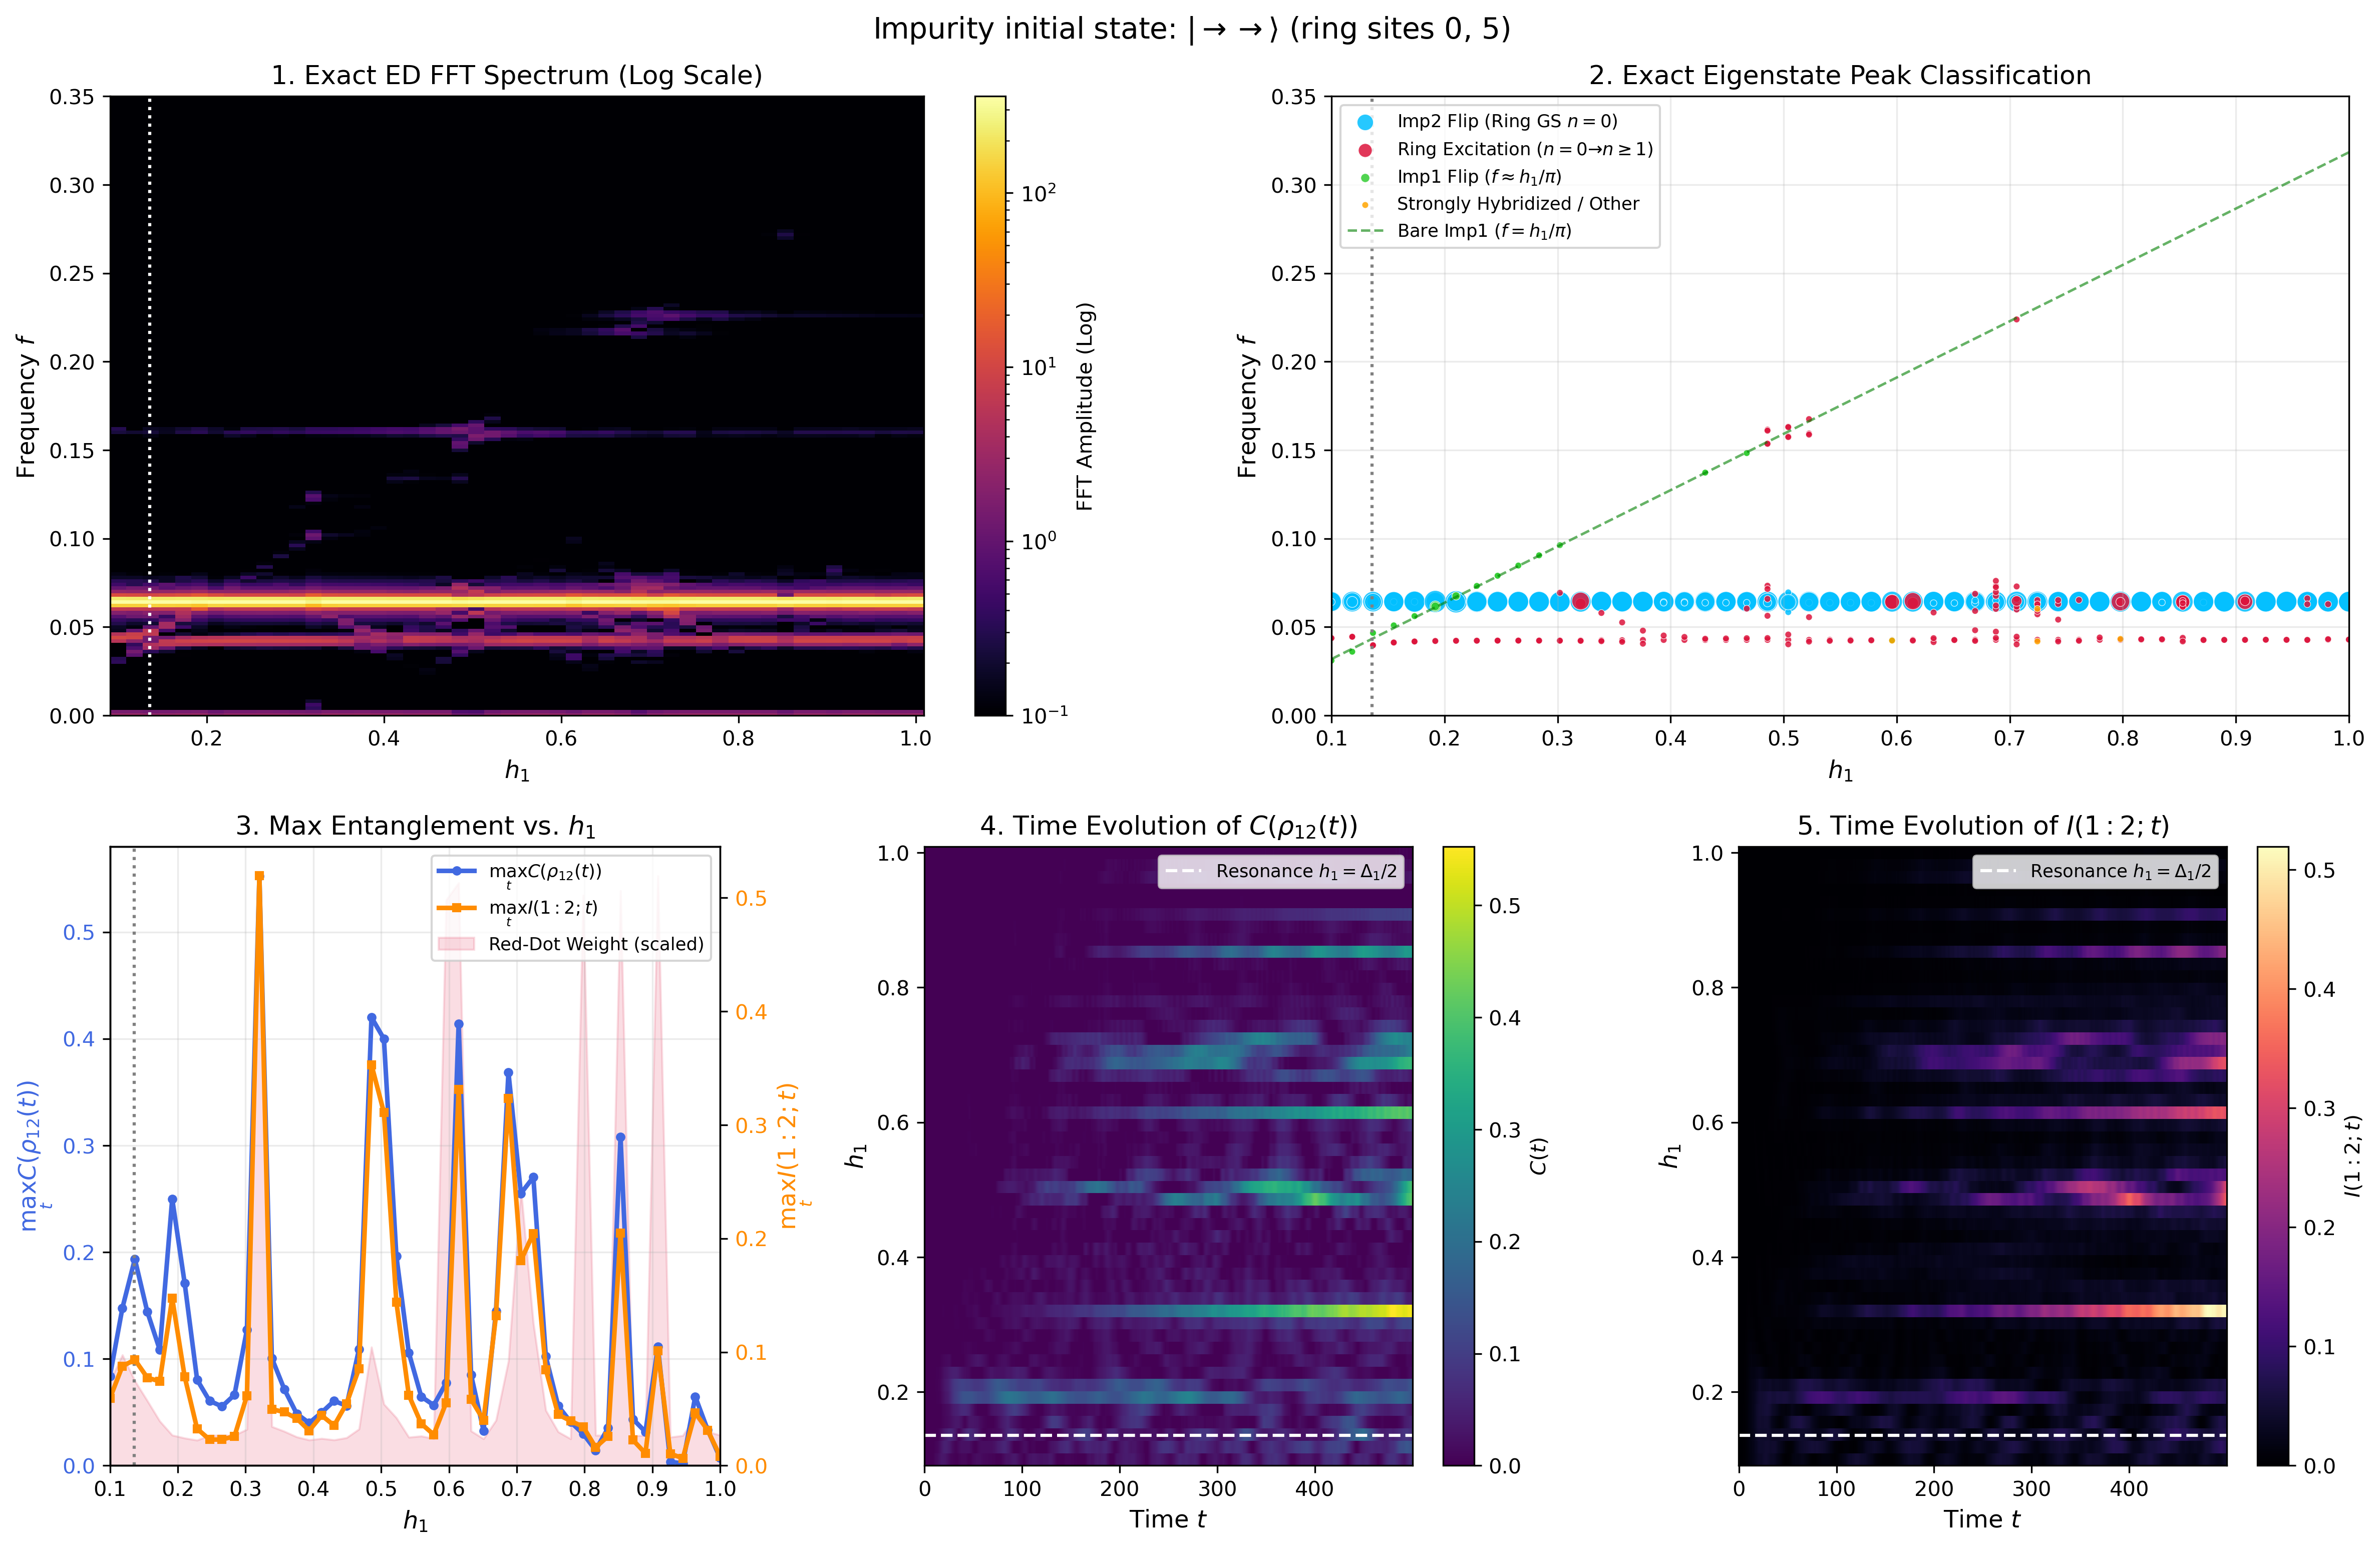 Impurity initial state: |→→⟩ (ring sites 0, 5)
1. Exact ED FFT Spectrum (Log Scale)
0.35
0.30
0.25
0.20
0.15
0.10
0.05
0.00
Frequency f
0.2 0.4 0.6 0.8 1.0
h₁
10²
10¹
10⁰
10⁻¹
FFT Amplitude (Log)
2. Exact Eigenstate Peak Classification
Imp2 Flip (Ring GS n = 0)
Ring Excitation (n = 0→n ≥ 1)
Imp1 Flip (f ≈ h₁/π)
Strongly Hybridized / Other
Bare Imp1 (f = h₁/π)
0.35
0.30
0.25
0.20
0.15
0.10
0.05
0.00
Frequency f
0.1 0.2 0.3 0.4 0.5 0.6 0.7 0.8 0.9 1.0
h₁
3. Max Entanglement vs. h₁
max C(ρ₁₂(t))
t
max I(1 : 2; t)
t
Red-Dot Weight (scaled)
0.5
0.4
0.3
0.2
0.1
0.0
max C(ρ₁₂(t))
t
0.5
0.4
0.3
0.2
0.1
0.0
max I(1 : 2; t)
t
0.1 0.2 0.3 0.4 0.5 0.6 0.7 0.8 0.9 1.0
h₁
4. Time Evolution of C(ρ₁₂(t))
Resonance h₁ = Δ₁/2
1.0
0.8
0.6
0.4
0.2
h₁
0 100 200 300 400
Time t
0.5
0.4
0.3
0.2
0.1
0.0
C(t)
5. Time Evolution of I(1 : 2; t)
Resonance h₁ = Δ₁/2
1.0
0.8
0.6
0.4
0.2
h₁
0 100 200 300 400
Time t
0.5
0.4
0.3
0.2
0.1
0.0
I(1 : 2; t)